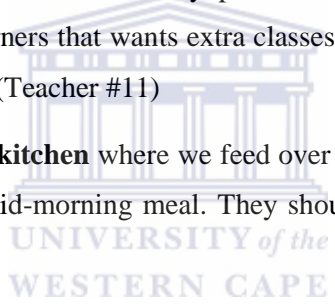 ners that wants extra classes
(Teacher #11)
kitchen where we feed over
id-morning meal. They shou
UNIVERSITY of the
WESTERN CAPE